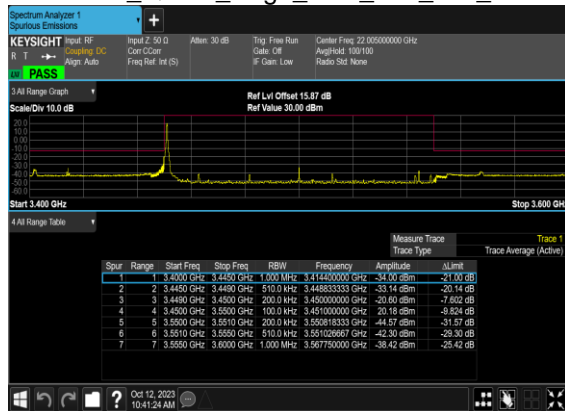 Spectrum Analyzer 1
Spurious Emissions
+
KEYSIGHT Input: RF Input Z: 50 Ω Atten: 30 dB Trig: Free Run Center Freq: 22.005000000 GHz
R T Coupling: DC Corr CCorr Gate: Off Avg|Hold: 100/100
Align: Auto Freq Ref: Int (S) IF Gain: Low Radio Std: None
PASS
3 All Range Graph
Ref Lvl Offset 15.87 dB
Scale/Div 10.0 dB Ref Value 30.00 dBm
20.0
10.0
0.00
-10.0
-20.0
-30.0
-40.0
-50.0
-60.0
Start 3.400 GHz Stop 3.600 GH
4 All Range Table
Measure Trace Trace 1
Trace Type Trace Average (Active)
Spur Range Start Freq Stop Freq RBW Frequency Amplitude ΔLimit
1 1 3.4000 GHz 3.4450 GHz 1.000 MHz 3.414400000 GHz -34.00 dBm -21.00 dB
2 2 3.4450 GHz 3.4490 GHz 510.0 kHz 3.448833333 GHz -33.14 dBm -20.14 dB
3 3 3.4490 GHz 3.4500 GHz 200.0 kHz 3.450000000 GHz -20.60 dBm -7.602 dB
4 4 3.4500 GHz 3.5500 GHz 100.0 kHz 3.451000000 GHz 20.18 dBm -9.824 dB
5 5 3.5500 GHz 3.5510 GHz 200.0 kHz 3.550818333 GHz -44.57 dBm -31.57 dB
6 6 3.5510 GHz 3.5550 GHz 510.0 kHz 3.551026667 GHz -42.30 dBm -29.30 dB
7 7 3.5550 GHz 3.6000 GHz 1.000 MHz 3.567750000 GHz -38.42 dBm -25.42 dB
? Oct 12, 2023
10:41:24 AM